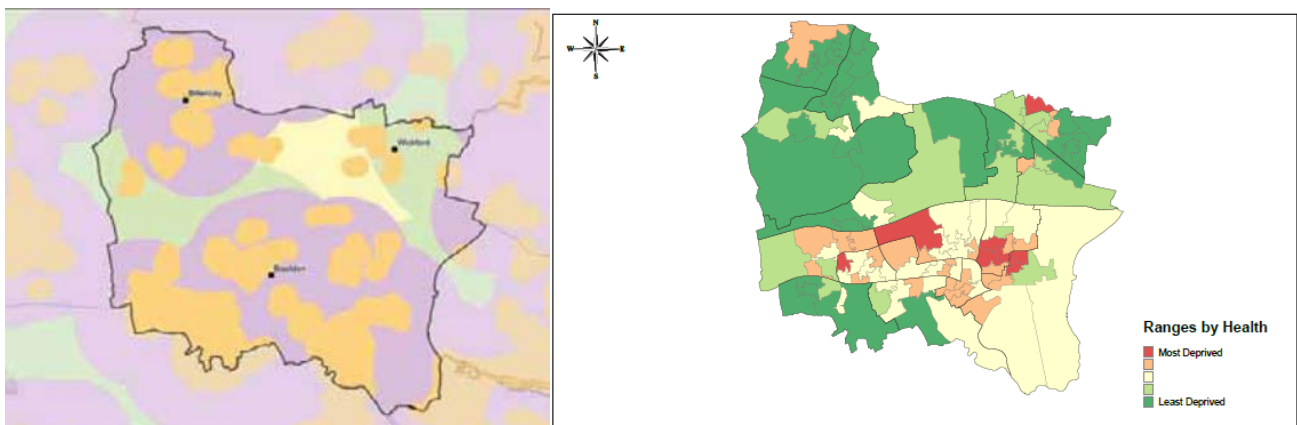 Billericay
Wickford
Basildon
N
W E
S
Ranges by Health
Most Deprived
Least Deprived